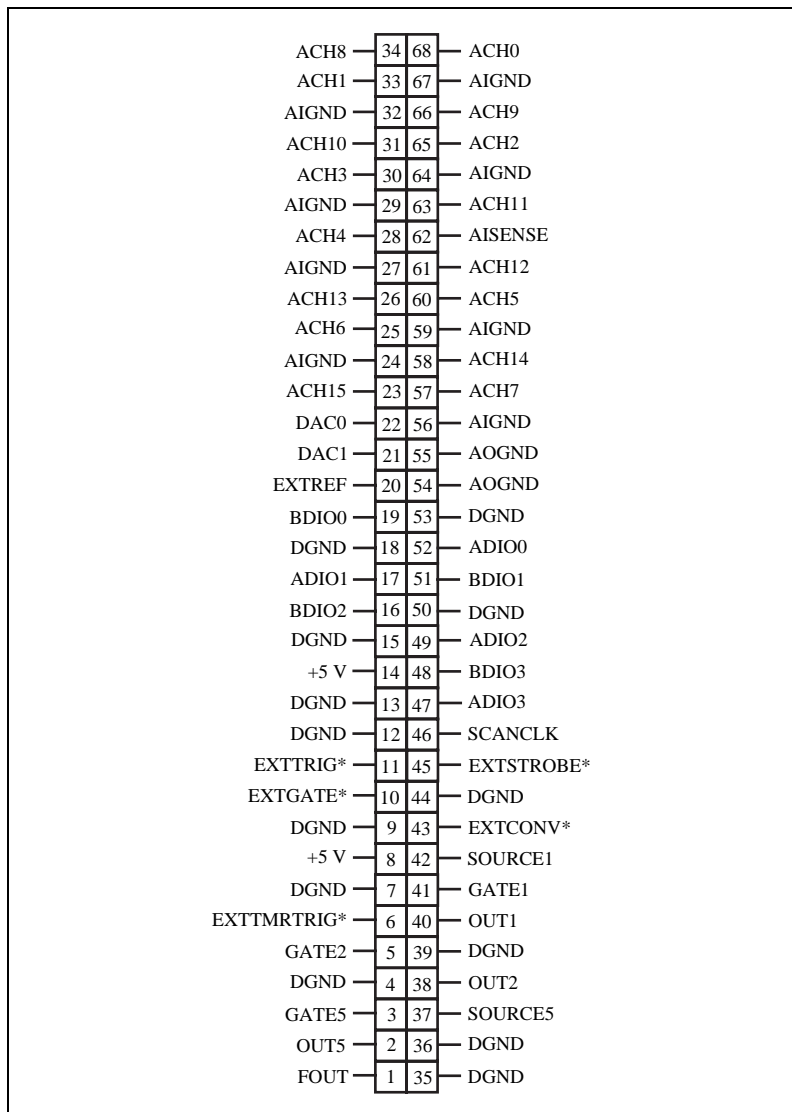 ACH8 34 68 ACH0
ACH1 33 67 AIGND
AIGND 32 66 ACH9
ACH10 31 65 ACH2
ACH3 30 64 AIGND
AIGND 29 63 ACH11
ACH4 28 62 AISENSE
AIGND 27 61 ACH12
ACH13 26 60 ACH5
ACH6 25 59 AIGND
AIGND 24 58 ACH14
ACH15 23 57 ACH7
DAC0 22 56 AIGND
DAC1 21 55 AOGND
EXTREF 20 54 AOGND
BDIO0 19 53 DGND
DGND 18 52 ADIO0
ADIO1 17 51 BDIO1
BDIO2 16 50 DGND
DGND 15 49 ADIO2
+5 V 14 48 BDIO3
DGND 13 47 ADIO3
DGND 12 46 SCANCLK
EXTTRIG* 11 45 EXTSTROBE*
EXTGATE* 10 44 DGND
DGND 9 43 EXTCONV*
+5 V 8 42 SOURCE1
DGND 7 41 GATE1
EXTTMRTRIG* 6 40 OUT1
GATE2 5 39 DGND
DGND 4 38 OUT2
GATE5 3 37 SOURCE5
OUT5 2 36 DGND
FOUT 1 35 DGND